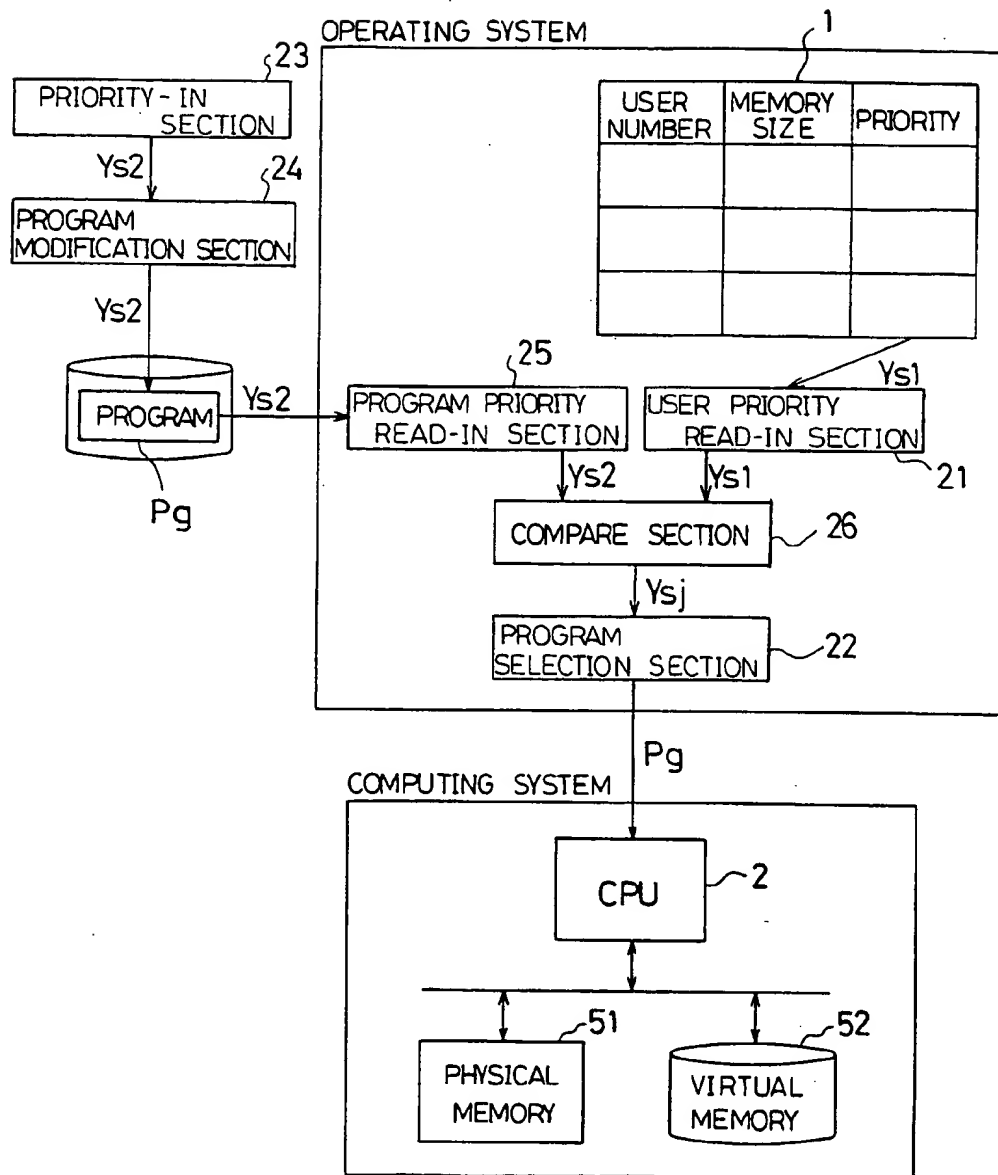 OPERATING SYSTEM
1
23
PRIORITY-IN
SECTION
USER
NUMBER
MEMORY
SIZE
PRIORITY
Ys2
24
PROGRAM
MODIFICATION SECTION
Ys2
Ys1
25
PROGRAM
Ys2
PROGRAM PRIORITY
READ-IN SECTION
USER PRIORITY
READ-IN SECTION
21
Pg
Ys2
Ys1
COMPARE SECTION
26
Ysj
PROGRAM
SELECTION SECTION
22
Pg
COMPUTING SYSTEM
CPU
2
51
52
PHYSICAL
MEMORY
VIRTUAL
MEMORY